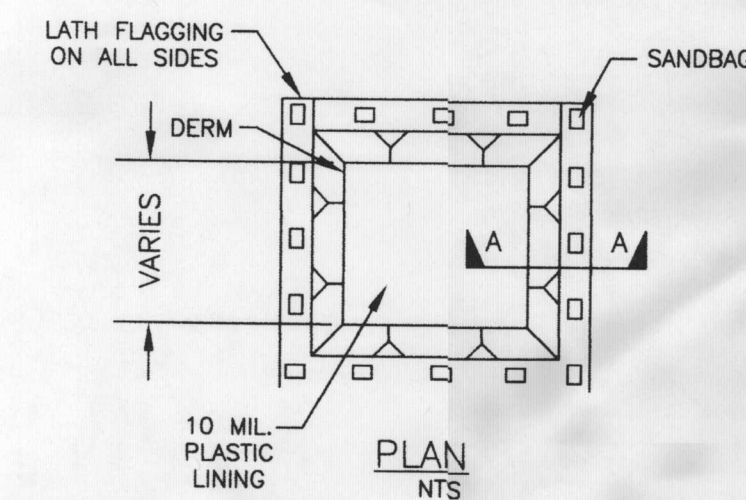 LATH FLAGGING
ON ALL SIDES
SANDBAG
DERM
VARIES
A A
10 MIL.
PLASTIC
LINING
PLAN
NTS